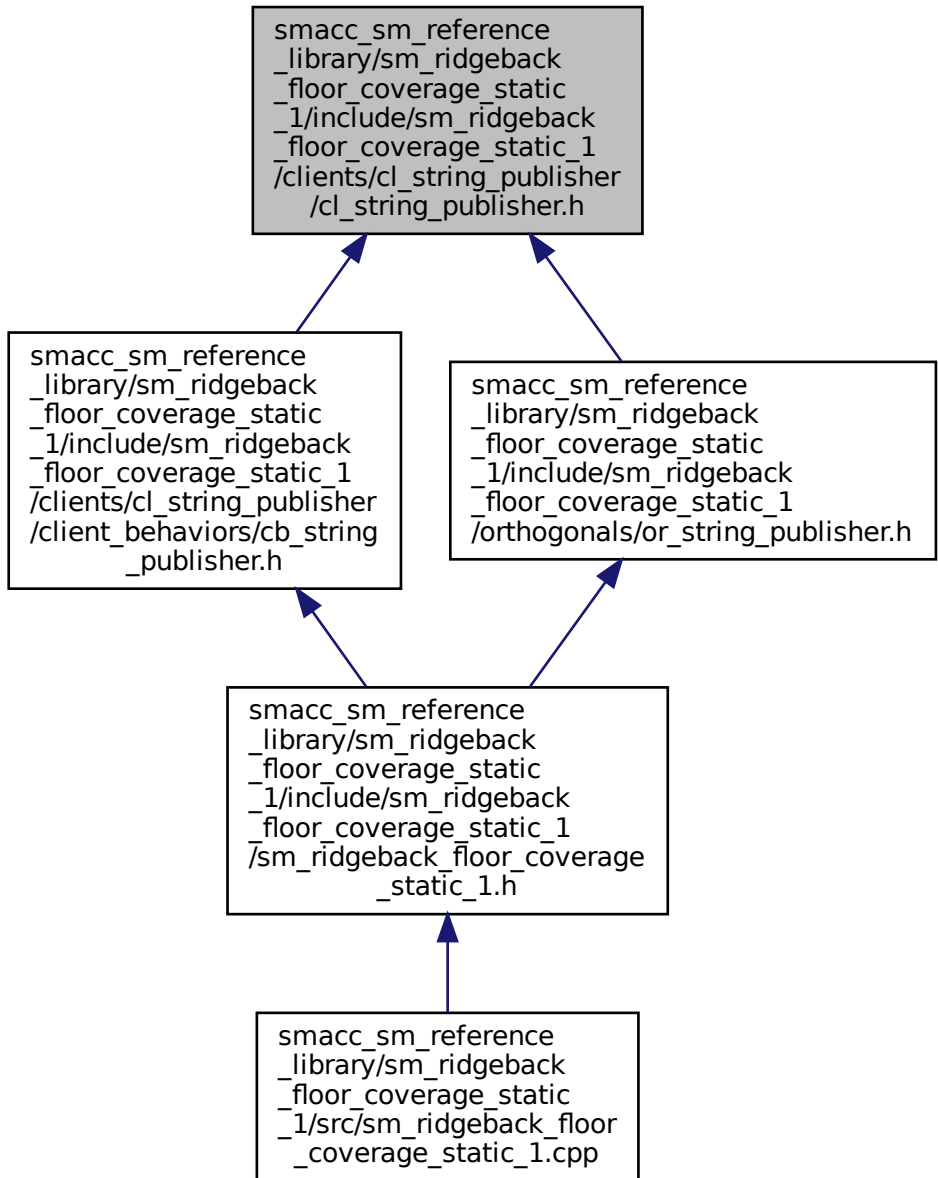 smacc_sm_reference
_library/sm_ridgeback
_floor_coverage_static
_1/include/sm_ridgeback
_floor_coverage_static_1
/clients/cl_string_publisher
/cl_string_publisher.h
smacc_sm_reference
_library/sm_ridgeback
_floor_coverage_static
_1/include/sm_ridgeback
_floor_coverage_static_1
/clients/cl_string_publisher
/client_behaviors/cb_string
_publisher.h
smacc_sm_reference
_library/sm_ridgeback
_floor_coverage_static
_1/include/sm_ridgeback
_floor_coverage_static_1
/orthogonals/or_string_publisher.h
smacc_sm_reference
_library/sm_ridgeback
_floor_coverage_static
_1/include/sm_ridgeback
_floor_coverage_static_1
/sm_ridgeback_floor_coverage
_static_1.h
smacc_sm_reference
_library/sm_ridgeback
_floor_coverage_static
_1/src/sm_ridgeback_floor
_coverage_static_1.cpp